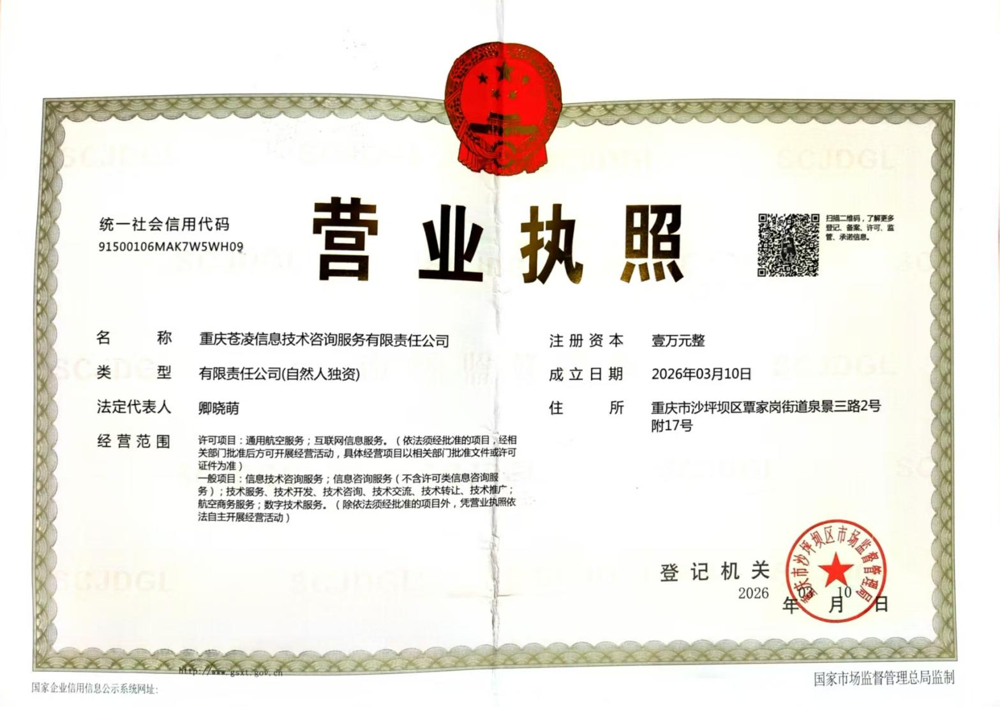 营业执照
统一社会信用代码
91500106MAK7W5WH09
扫描二维码，了解更多
登记、备案、许可、监
管、承诺信息。
名称 重庆苍凌信息技术咨询服务有限责任公司
类型 有限责任公司(自然人独资)
法定代表人 卿晓萌
经营范围 许可项目：通用航空服务；互联网信息服务。（依法须经批准的项目，经相
关部门批准后方可开展经营活动，具体经营项目以相关部门批准文件或许可
证件为准）
一般项目：信息技术咨询服务；信息咨询服务（不含许可类信息咨询服
务）；技术服务、技术开发、技术咨询、技术交流、技术转让、技术推广；
航空商务服务；数字技术服务。（除依法须经批准的项目外，凭营业执照依
法自主开展经营活动）
注册资本 壹万元整
成立日期 2026年03月10日
住所 重庆市沙坪坝区覃家岗街道泉景三路2号
附17号
登记机关
重庆市沙坪坝区市场监督管理局
2026年03月10日
http://www.gsxt.gov.cn
国家企业信用信息公示系统网址:
国家市场监督管理总局监制
SCJDGL